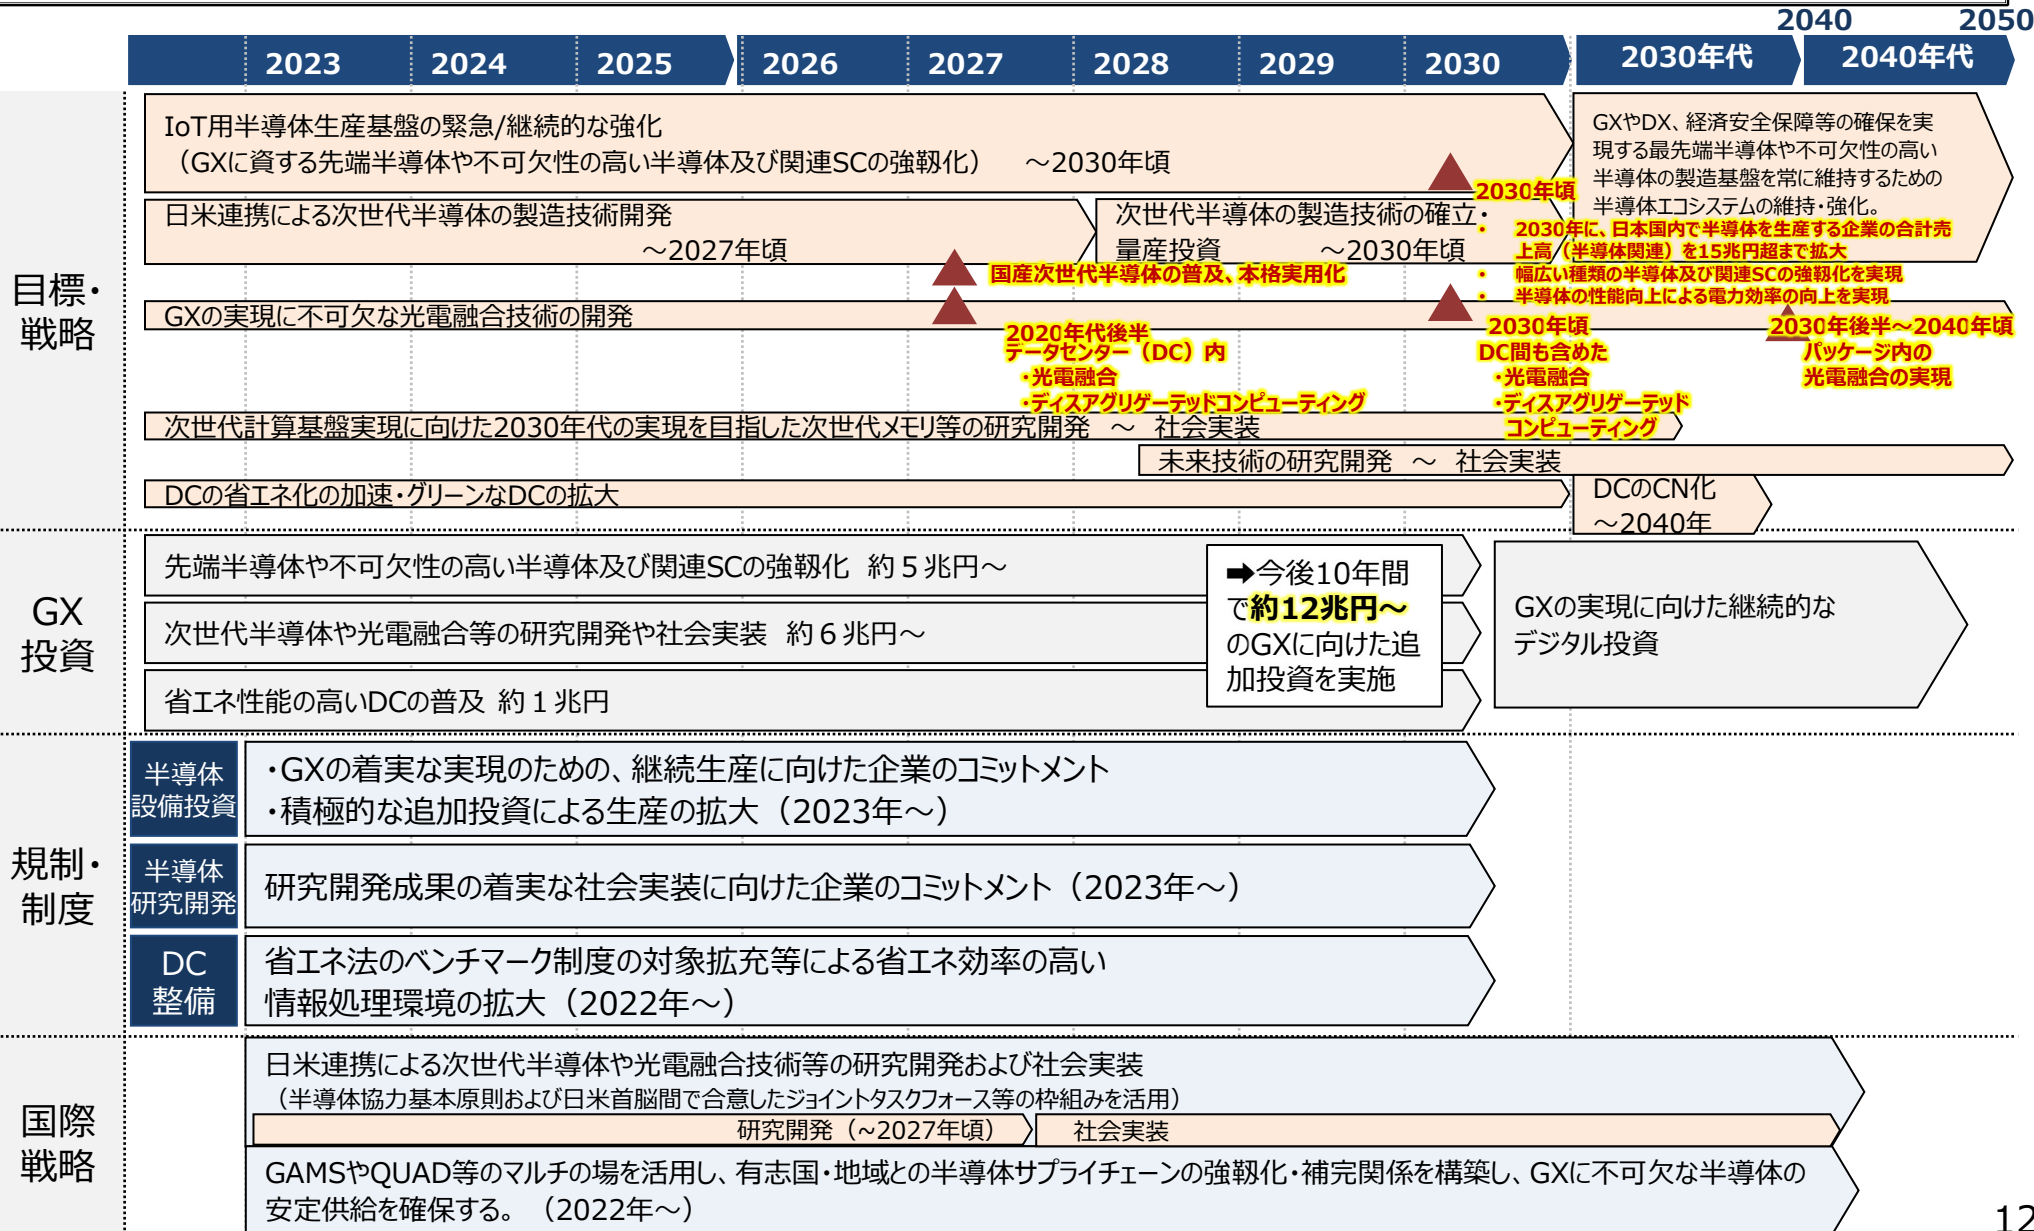 2040
2050
2023
2024
2025
2026
2027
2028
2029
2030
2030年代
2040年代
目標・
戦略
IoT用半導体生産基盤の緊急/継続的な強化
（GXに資する先端半導体や不可欠性の高い半導体及び関連SCの強靱化）　～2030年頃
GXやDX、経済安全保障等の確保を実
現する最先端半導体や不可欠性の高い
半導体の製造基盤を常に維持するための
半導体エコシステムの維持・強化。
日米連携による次世代半導体の製造技術開発
～2027年頃
次世代半導体の製造技術の確立・
量産投資　　　～2030年頃
国産次世代半導体の普及、本格実用化
2030年頃
・ 2030年に、日本国内で半導体を生産する企業の合計売
上高（半導体関連）を15兆円超まで拡大
・ 幅広い種類の半導体及び関連SCの強靱化を実現
・ 半導体の性能向上による電力効率の向上を実現
GXの実現に不可欠な光電融合技術の開発
2020年代後半
データセンター（DC）内
・光電融合
・ディスアグリゲーテッドコンピューティング
2030年頃
DC間も含めた
・光電融合
・ディスアグリゲーテッド
コンピューティング
2030年後半～2040年頃
パッケージ内の
光電融合の実現
次世代計算基盤実現に向けた2030年代の実現を目指した次世代メモリ等の研究開発　～　社会実装
未来技術の研究開発　～　社会実装
DCの省エネ化の加速・グリーンなDCの拡大
DCのCN化
～2040年
GX
投資
先端半導体や不可欠性の高い半導体及び関連SCの強靱化 約５兆円～
次世代半導体や光電融合等の研究開発や社会実装 約６兆円～
省エネ性能の高いDCの普及 約１兆円
➡今後10年間
で約12兆円～
のGXに向けた追
加投資を実施
GXの実現に向けた継続的な
デジタル投資
規制・
制度
半導体
設備投資
・GXの着実な実現のための、継続生産に向けた企業のコミットメント
・積極的な追加投資による生産の拡大（2023年～）
半導体
研究開発
研究開発成果の着実な社会実装に向けた企業のコミットメント（2023年～）
DC
整備
省エネ法のベンチマーク制度の対象拡充等による省エネ効率の高い
情報処理環境の拡大（2022年～）
国際
戦略
日米連携による次世代半導体や光電融合技術等の研究開発および社会実装
（半導体協力基本原則および日米首脳間で合意したジョイントタスクフォース等の枠組みを活用）
研究開発（~2027年頃）
社会実装
GAMSやQUAD等のマルチの場を活用し、有志国・地域との半導体サプライチェーンの強靱化・補完関係を構築し、GXに不可欠な半導体の
安定供給を確保する。（2022年～）
12